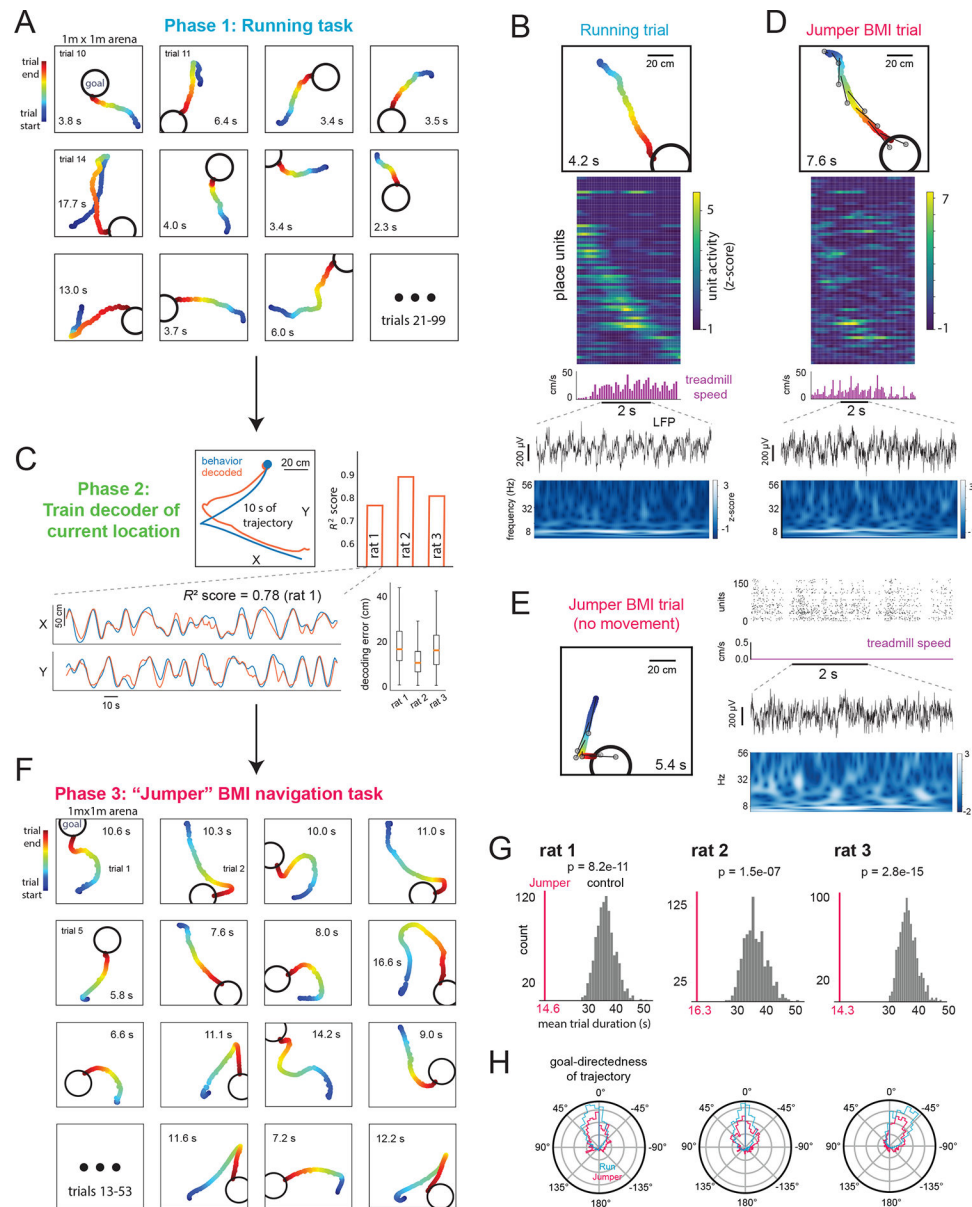 A
Phase 1: Running task
1m x 1m arena
trial end
trial start
trial 10
goal
3.8 s
trial 11
6.4 s
3.4 s
3.5 s
trial 14
17.7 s
4.0 s
3.4 s
2.3 s
13.0 s
3.7 s
6.0 s
trials 21-99
B
Running trial
20 cm
4.2 s
place units
5
-1
unit activity
(z-score)
50
0
cm/s
treadmill
speed
2 s
LFP
200 µV
frequency (Hz)
56
32
8
3
-1
z-score
D
Jumper BMI trial
20 cm
7.6 s
7
-1
50
0
cm/s
2 s
200 µV
56
32
8
3
C
Phase 2:
Train decoder of
current location
behavior
decoded
20 cm
10 s of
trajectory
Y
X
R² score
0.9
0.8
0.7
0.6
rat 1
rat 2
rat 3
R² score = 0.78 (rat 1)
X
50 cm
Y
10 s
decoding error (cm)
40
20
0
rat 1
rat 2
rat 3
E
Jumper BMI trial
(no movement)
20 cm
5.4 s
units
150
0
cm/s
0.5
0.0
treadmill speed
2 s
200 µV
Hz
56
32
8
3
-2
F
Phase 3: “Jumper” BMI navigation task
1mx1m arena
trial end
trial start
goal
10.6 s
trial 1
10.3 s
trial 2
10.0 s
11.0 s
trial 5
5.8 s
7.6 s
8.0 s
16.6 s
6.6 s
11.1 s
14.2 s
9.0 s
trials 13-53
11.6 s
7.2 s
12.2 s
G
rat 1
p = 8.2e-11
Jumper
control
120
count
20
14.6
30
40
50
mean trial duration (s)
rat 2
p = 1.5e-07
125
25
16.3
30
40
50
rat 3
p = 2.8e-15
100
20
14.3
30
40
50
H
goal-directedness
of trajectory
0°
45°
-45°
90°
-90°
135°
-135°
180°
Run
Jumper
0°
45°
-45°
90°
-90°
135°
-135°
180°
0°
45°
-45°
90°
-90°
135°
-135°
180°